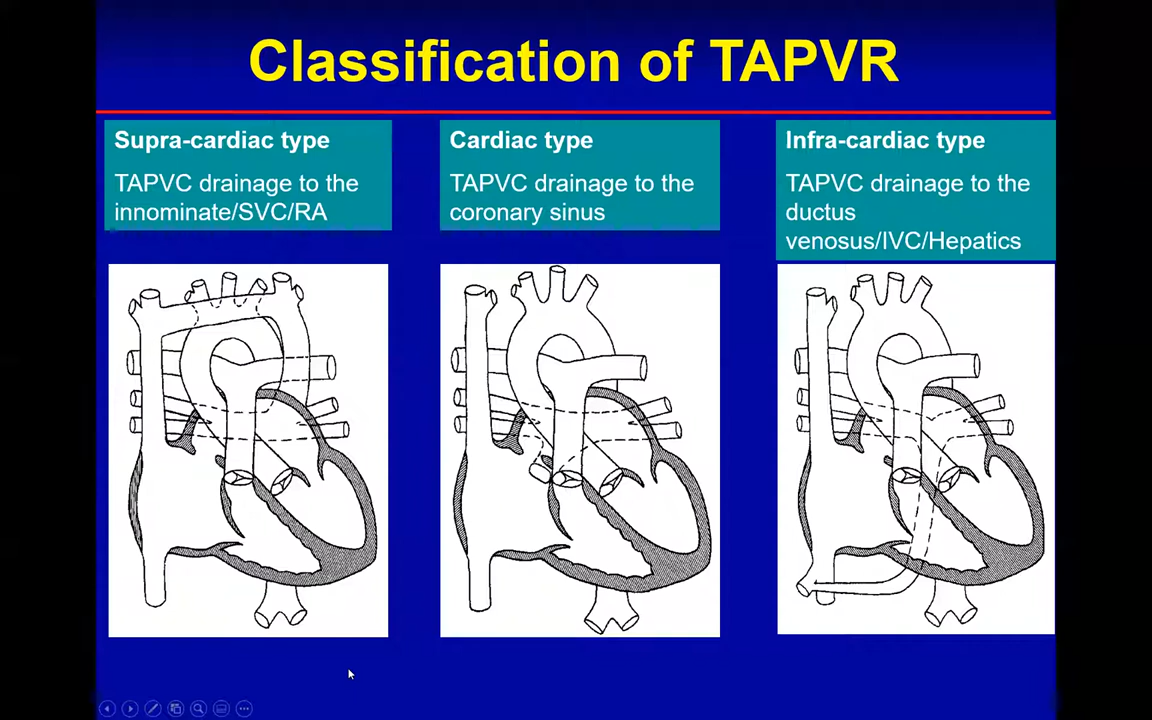 Classification of TAPVR
Supra-cardiac type
TAPVC drainage to the
innominate/SVC/RA
Cardiac type
TAPVC drainage to the
coronary sinus
Infra-cardiac type
TAPVC drainage to the
ductus
venosus/IVC/Hepatics